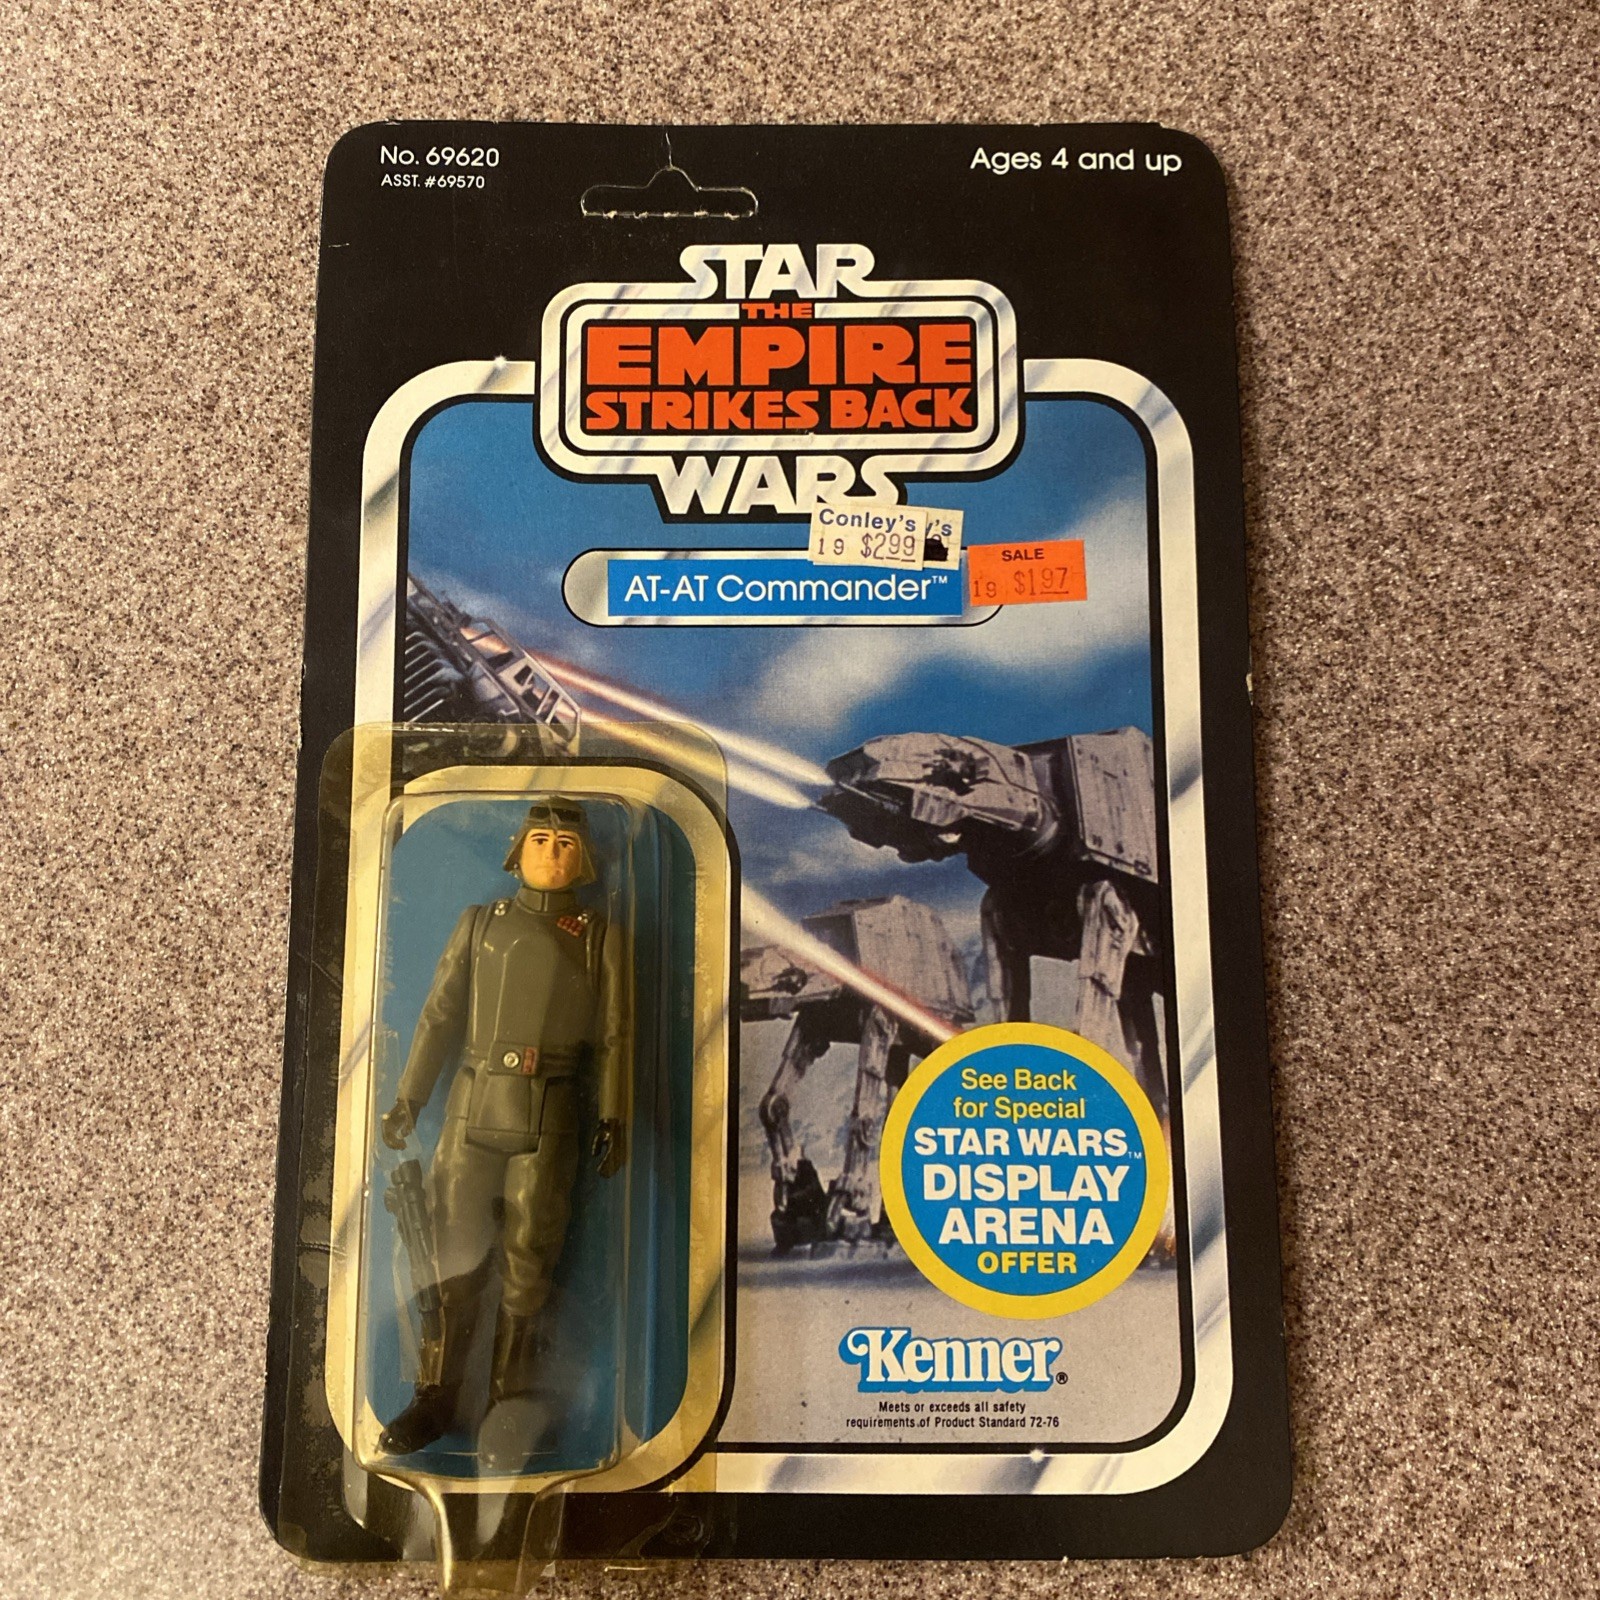 No. 69620
ASST. #69570
Ages 4 and up
STAR
THE
EMPIRE
STRIKES BACK
WARS
Conley's
19 $2.99
's
SALE
19 $1.97
AT-AT Commander™
See Back
for Special
STAR WARS™
DISPLAY
ARENA
OFFER
Kenner®
Meets or exceeds all safety
requirements of Product Standard 72-76